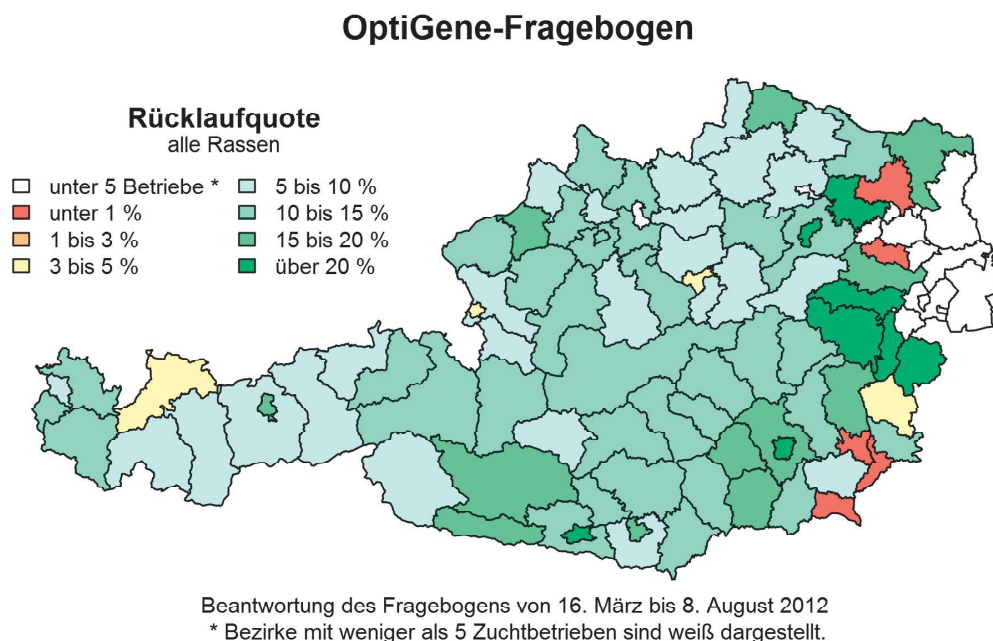 OptiGene-Fragebogen
Rücklaufquote
alle Rassen
unter 5 Betriebe *
unter 1 %
1 bis 3 %
3 bis 5 %
5 bis 10 %
10 bis 15 %
15 bis 20 %
über 20 %
Beantwortung des Fragebogens von 16. März bis 8. August 2012
* Bezirke mit weniger als 5 Zuchtbetrieben sind weiß dargestellt.